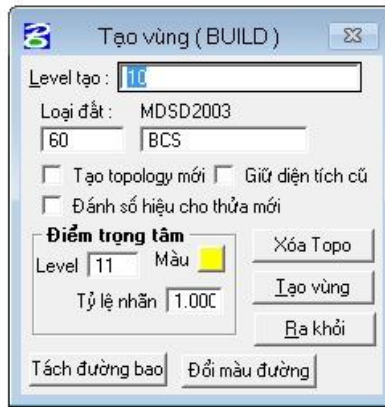 Tạo vùng ( BUILD )
Level tạo : 10
Loại đất : MDSD2003
60 BCS
Tạo topology mới Giữ diện tích cũ
Đánh số hiệu cho thửa mới
Điểm trọng tâm
Level 11 Màu
Tỷ lệ nhãn 1.000
Xóa Topo
Tạo vùng
Ra khỏi
Tách đường bao Đổi màu đường